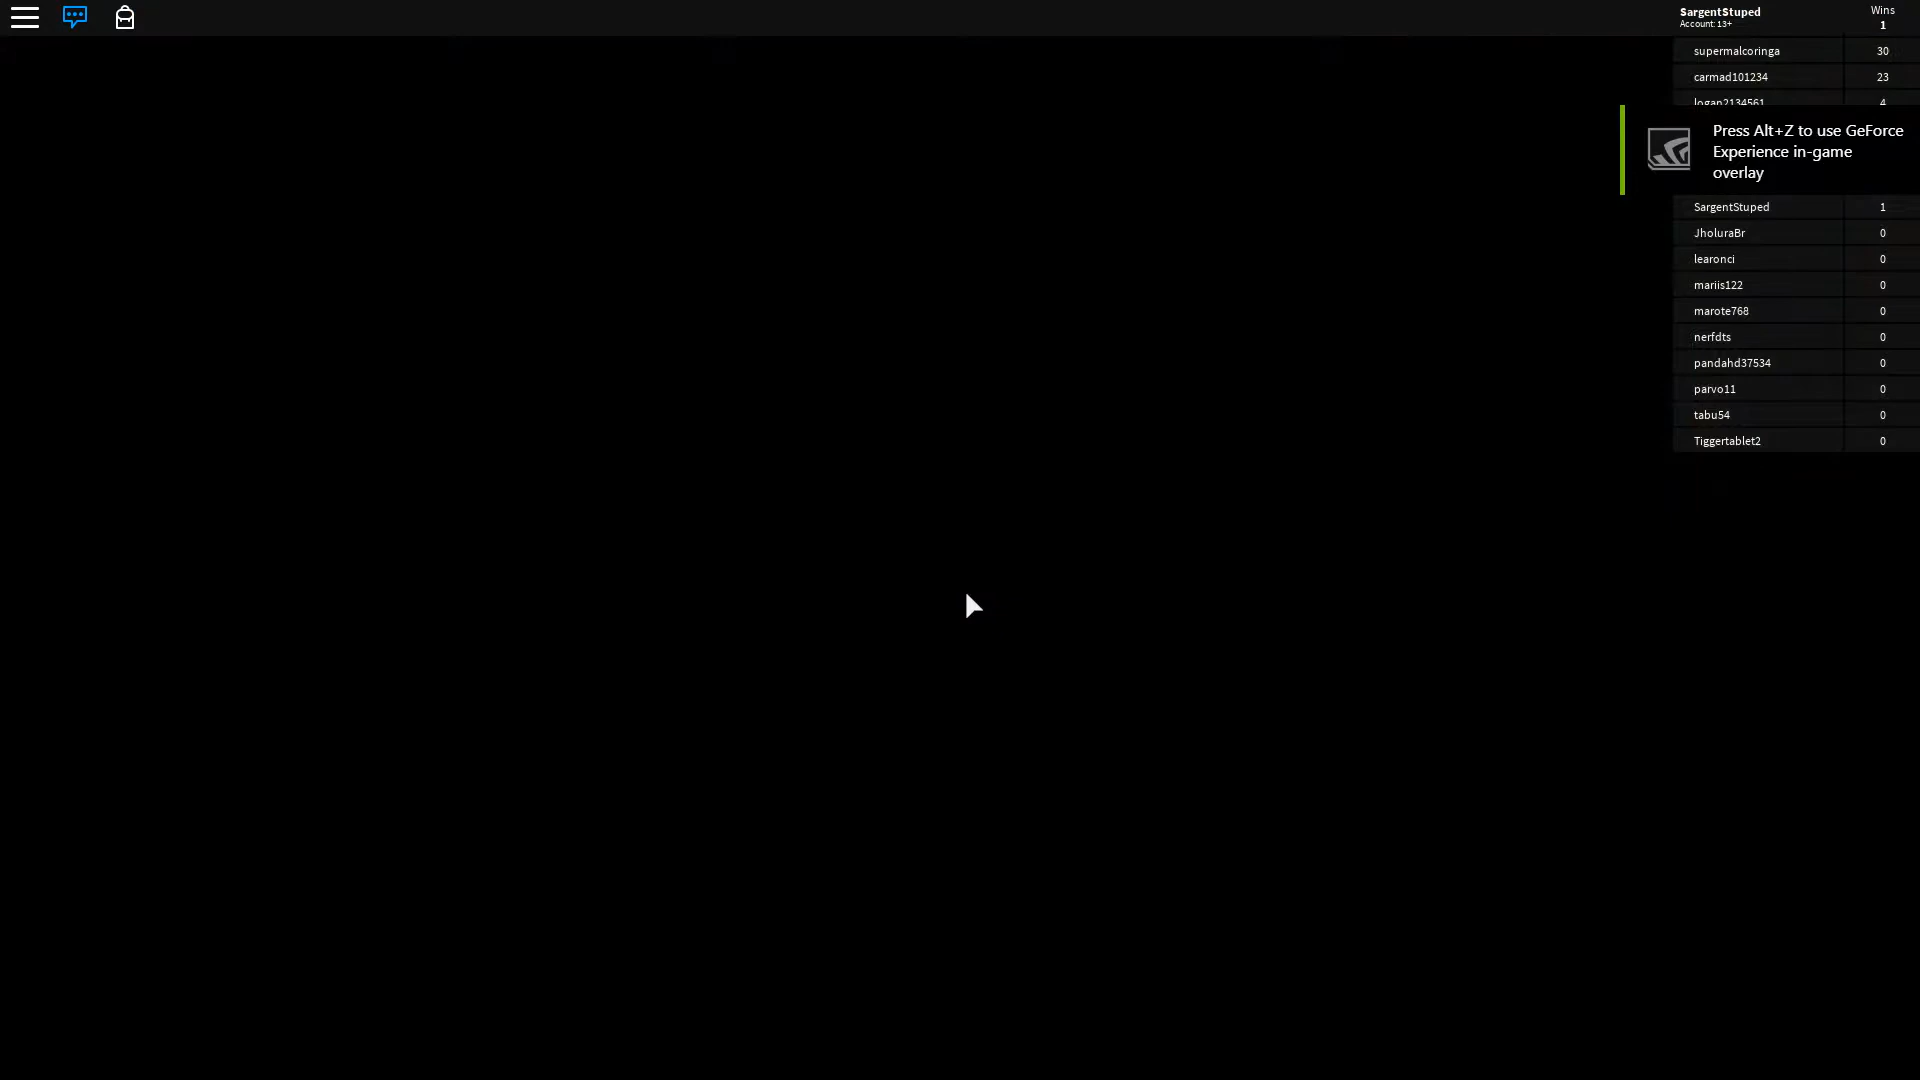 SargentStuped Wins
Account: 13+ 1
supermalcoringa 30
carmad101234 23
logan2134561 4
Press Alt+Z to use GeForce
Experience in-game
overlay
SargentStuped 1
JholuraBr 0
learonci 0
mariis122 0
marote768 0
nerfdts 0
pandahd37534 0
parvo11 0
tabu54 0
Tiggertablet2 0